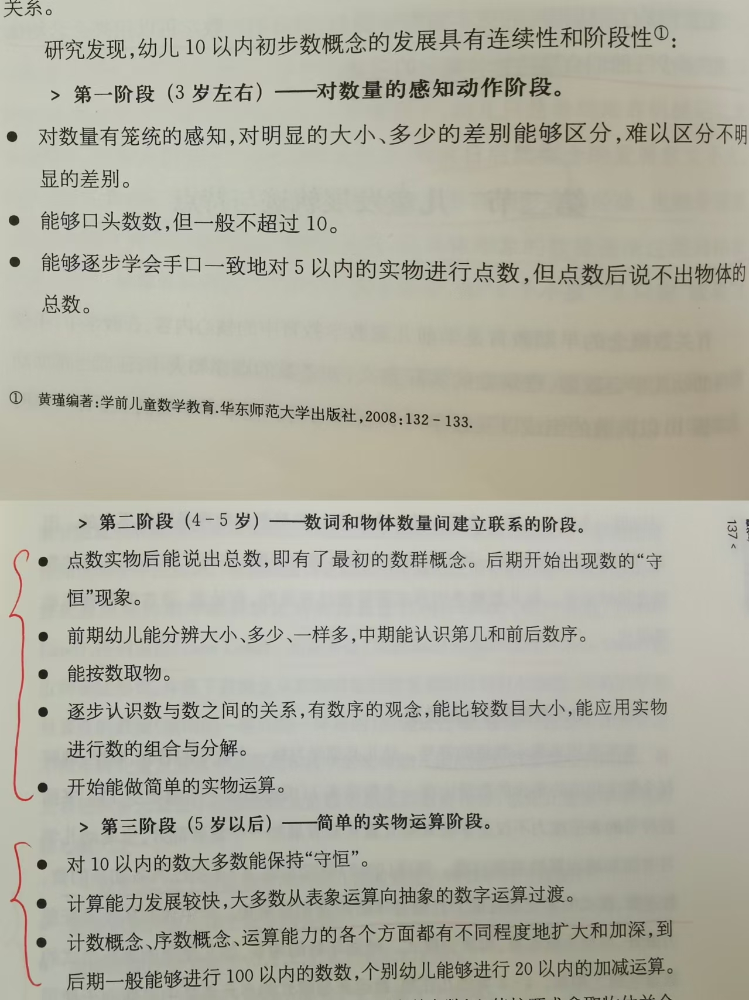 关系。
研究发现,幼儿 10 以内初步数概念的发展具有连续性和阶段性①:
> 第一阶段 (3 岁左右) ——对数量的感知动作阶段。
● 对数量有笼统的感知,对明显的大小、多少的差别能够区分,难以区分不明
显的差别。
● 能够口头数数,但一般不超过 10。
● 能够逐步学会手口一致地对 5 以内的实物进行点数,但点数后说不出物体的
总数。
① 黄瑾编著:学前儿童数学教育.华东师范大学出版社,2008:132-133.
137 <
> 第二阶段 (4-5 岁) ——数词和物体数量间建立联系的阶段。
● 点数实物后能说出总数,即有了最初的数群概念。后期开始出现数的“守
恒”现象。
● 前期幼儿能分辨大小、多少、一样多,中期能认识第几和前后数序。
● 能按数取物。
● 逐步认识数与数之间的关系,有数序的观念,能比较数目大小,能应用实物
进行数的组合与分解。
● 开始能做简单的实物运算。
> 第三阶段 (5 岁以后) ——简单的实物运算阶段。
● 对 10 以内的数大多数能保持“守恒”。
● 计算能力发展较快,大多数从表象运算向抽象的数字运算过渡。
● 计数概念、序数概念、运算能力的各个方面都有不同程度地扩大和加深,到
后期一般能够进行 100 以内的数数,个别幼儿能够进行 20 以内的加减运算。